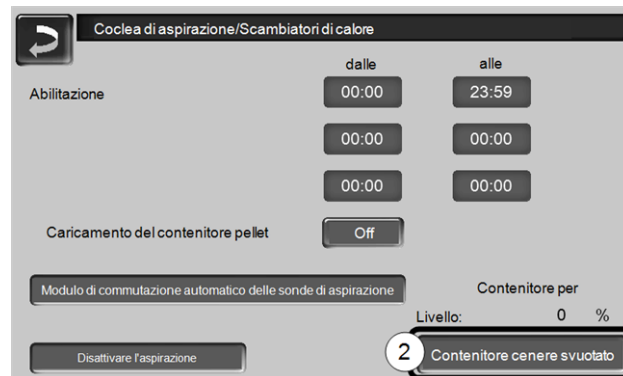 Coclea di aspirazione/Scambiatori di calore
dalle alle
Abilitazione 00:00 23:59
00:00 00:00
00:00 00:00
Caricamento del contenitore pellet Off
Modulo di commutazione automatico delle sonde di aspirazione
Contenitore per
Livello: 0 %
Disattivare l'aspirazione
2 Contenitore cenere svuotato